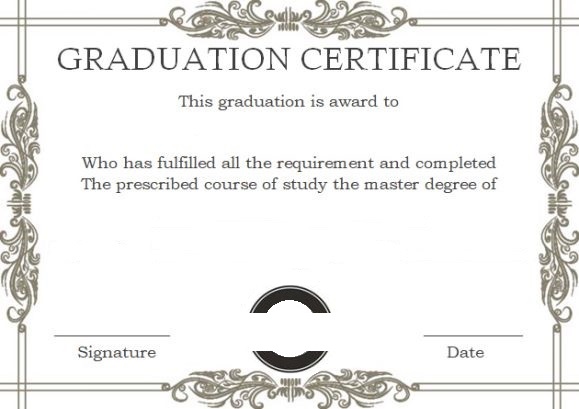 GRADUATION CERTIFICATE
This graduation is award to
Who has fulfilled all the requirement and completed
The prescribed course of study the master degree of
Signature
Date